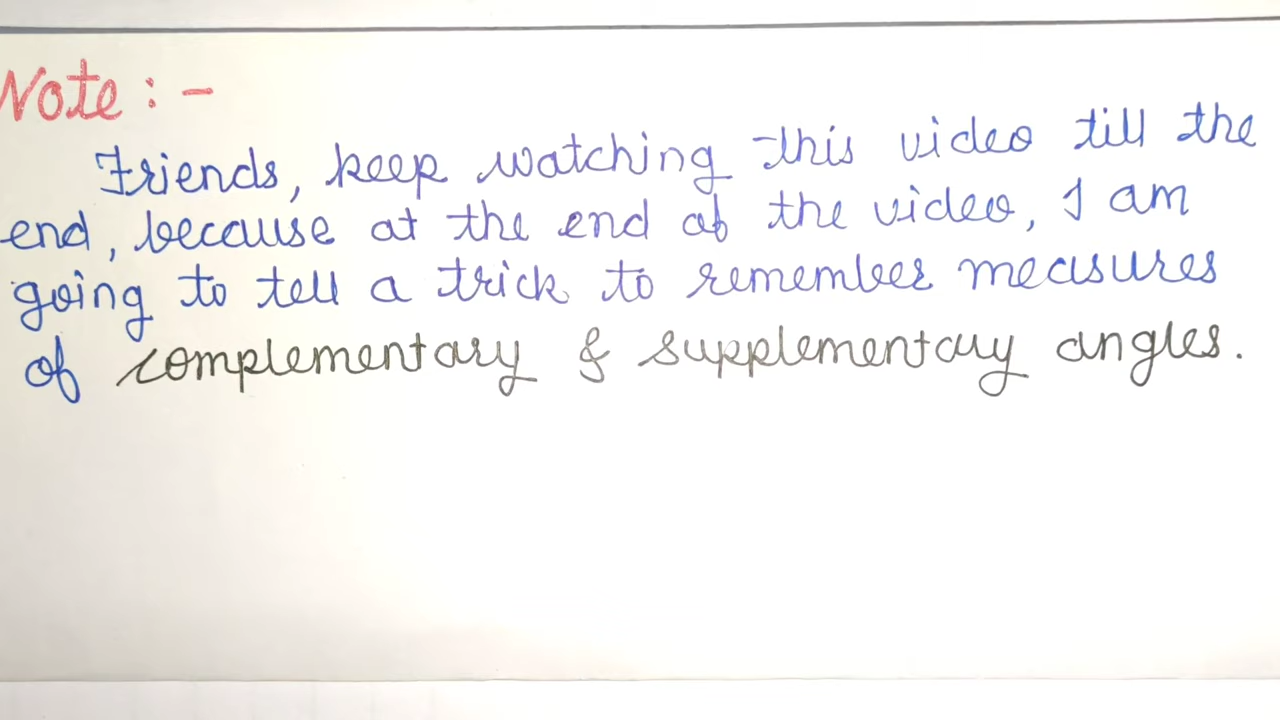 Note : -
Friends, keep watching this video till the
end, because at the end of the video, I am
going to tell a trick to remember measures
of complementary & supplementary angles.